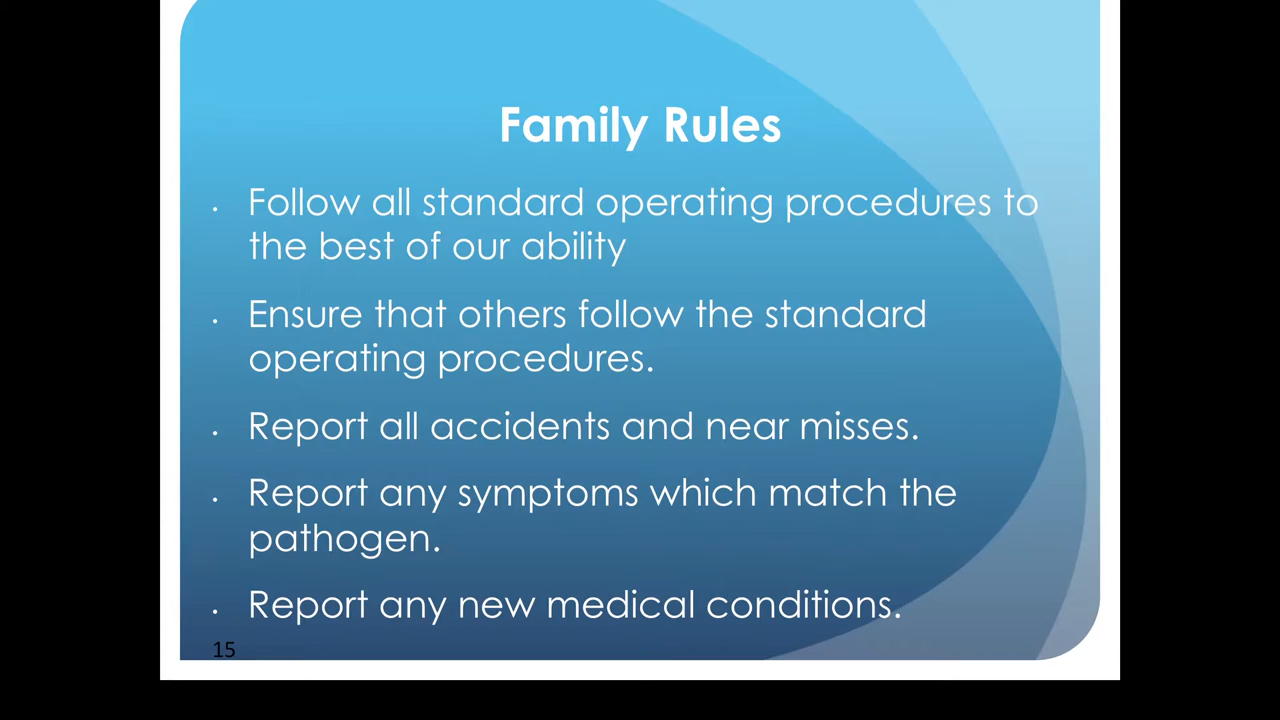 Family Rules
• Follow all standard operating procedures to
the best of our ability
• Ensure that others follow the standard
operating procedures.
• Report all accidents and near misses.
• Report any symptoms which match the
pathogen.
• Report any new medical conditions.
15